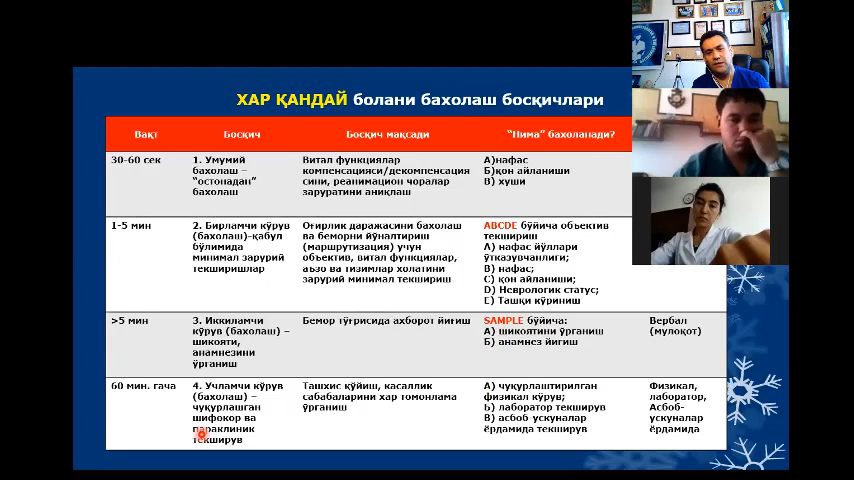 ХАР ҚАНДАЙ болани бахолаш босқичлари
Вақт
Босқич
Босқич мақсади
“Нима” бахоланади?
30-60 сек
1. Умумий
бахолаш –
“остонадан”
бахолаш
Витал функциялар
компенсацияси/декомпенсация
сини, реанимацион чоралар
заруратини аниқлаш
А)нафас
Б)қон айланиши
В) хуши
1-5 мин
2. Бирламчи кўрув
(бахолаш)-қабул
бўлимида
минимал зарурий
текширишлар
Оғирлик даражасини бахолаш
ва беморни йўналтириш
(маршрутизация) учун
объектив, витал функциялар,
аъзо ва тизимлар холатини
зарурий минимал текшириш
ABCDE бўйича объектив
текшириш
А) нафас йўллари
ўтказувчанлиги;
B) нафас;
C) қон айланиши;
D) Неврологик статус;
E) Ташқи кўриниш
>5 мин
3. Иккиламчи
кўрув (бахолаш) –
шикояти,
анамнезини
ўрганиш
Бемор тўғрисида ахборот йиғиш
SAMPLE бўйича:
А) шикоятини ўрганиш
Б) анамнез йиғиш
Вербал
(мулоқот)
60 мин. гача
4. Учламчи кўрув
(бахолаш) –
чуқурлашган
шифокор ва
параклиник
текширув
Ташхис қўйиш, касаллик
сабабларини хар томонлама
ўрганиш
А) чуқурлаштирилган
физикал кўрув;
Б) лаборатор текширув
В) асбоб-ускуналар
ёрдамида текширув
Физикал,
лаборатор,
Асбоб-
ускуналар
ёрдамида